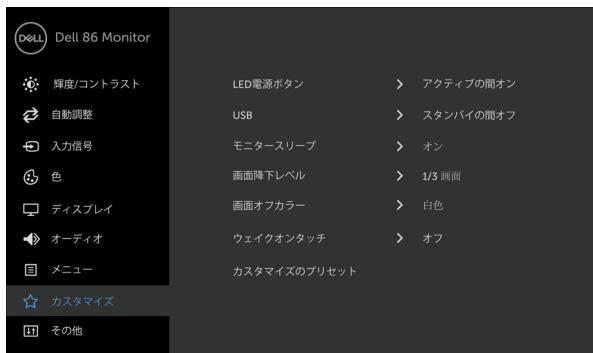 DELL Dell 86 Monitor
輝度/コントラスト
自動調整
入力信号
色
ディスプレイ
オーディオ
メニュー
カスタマイズ
その他
LED電源ボタン > アクティブの間オン
USB > スタンバイの間オフ
モニタースリープ > オン
画面降下レベル > 1/3 画面
画面オフカラー > 白色
ウェイクオンタッチ > オフ
カスタマイズのプリセット